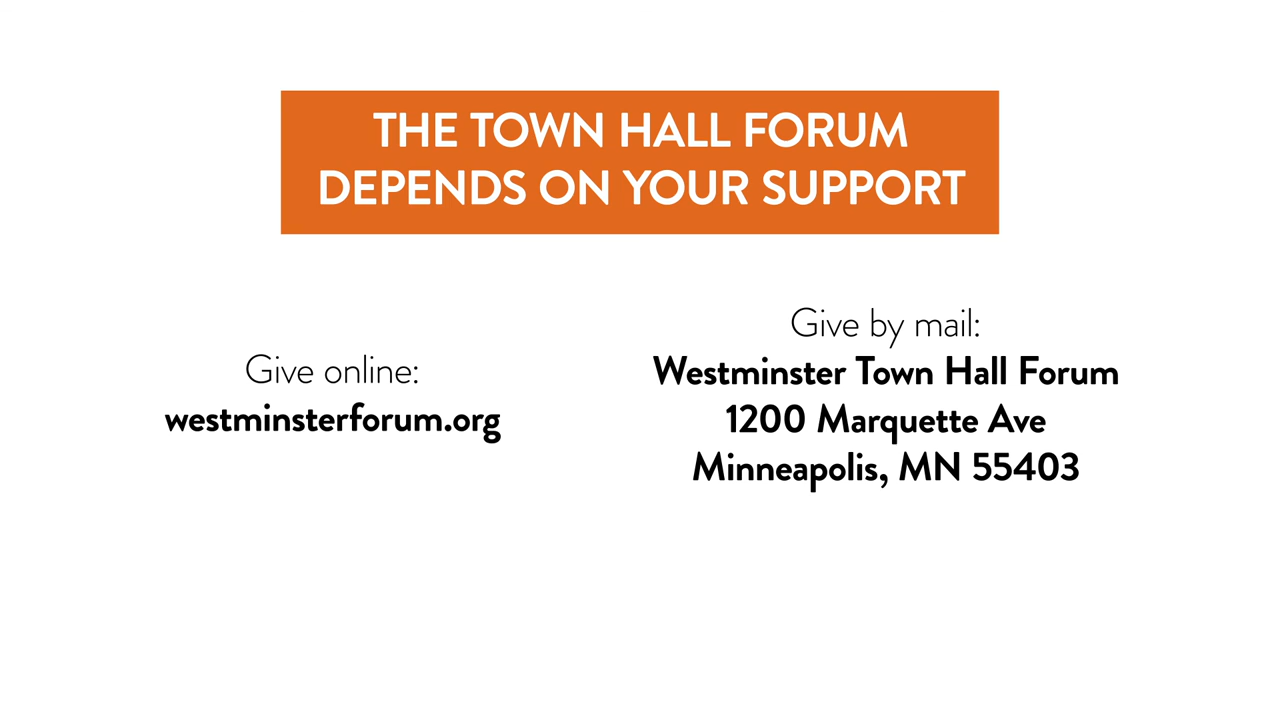 THE TOWN HALL FORUM
DEPENDS ON YOUR SUPPORT
Give online:
westminsterforum.org
Give by mail:
Westminster Town Hall Forum
1200 Marquette Ave
Minneapolis, MN 55403